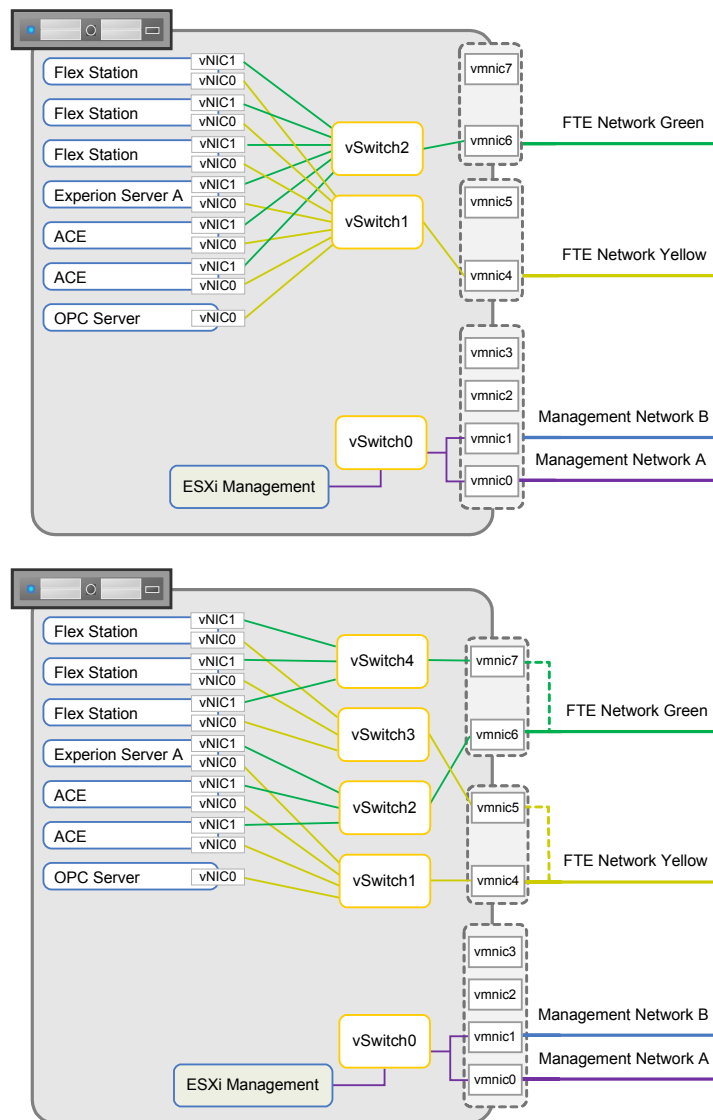 vNIC1
Flex Station
vNIC0
vNIC1
Flex Station
vNIC0
vNIC1
Flex Station
vNIC0
vNIC1
Experion Server A
vNIC0
vNIC1
ACE
vNIC0
vNIC1
ACE
vNIC0
OPC Server
vNIC0
vSwitch2
vSwitch1
vSwitch0
ESXi Management
vmnic7
vmnic6
vmnic5
vmnic4
vmnic3
vmnic2
vmnic1
vmnic0
FTE Network Green
FTE Network Yellow
Management Network B
Management Network A
vNIC1
Flex Station
vNIC0
vNIC1
Flex Station
vNIC0
vNIC1
Flex Station
vNIC0
vNIC1
Experion Server A
vNIC0
vNIC1
ACE
vNIC0
vNIC1
ACE
vNIC0
OPC Server
vNIC0
vSwitch4
vSwitch3
vSwitch2
vSwitch1
vSwitch0
ESXi Management
vmnic7
vmnic6
vmnic5
vmnic4
vmnic3
vmnic2
vmnic1
vmnic0
FTE Network Green
FTE Network Yellow
Management Network B
Management Network A